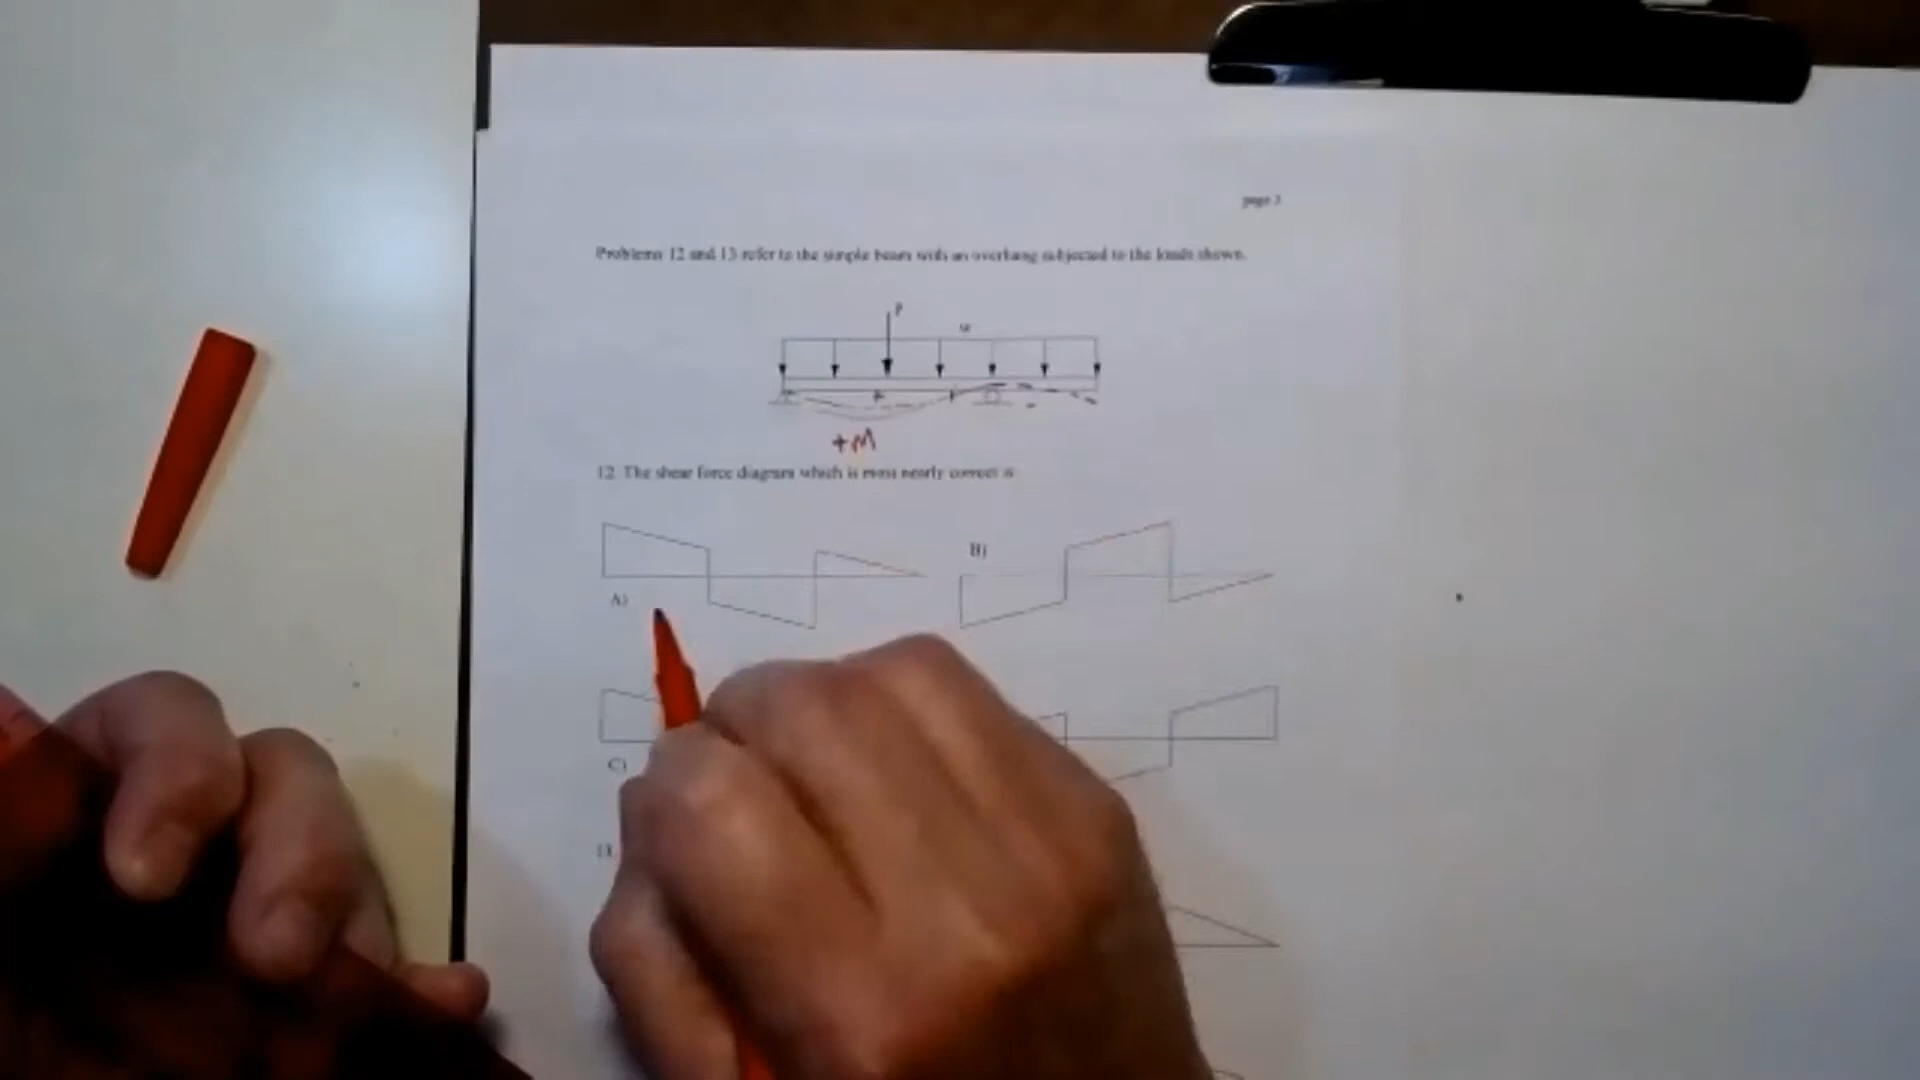 page 3
Problems 12 and 13 refer to the simple beam with an overhang subjected to the loads shown.
P
w
+M
12. The shear force diagram which is most nearly correct is
B)
A)
C)
13.